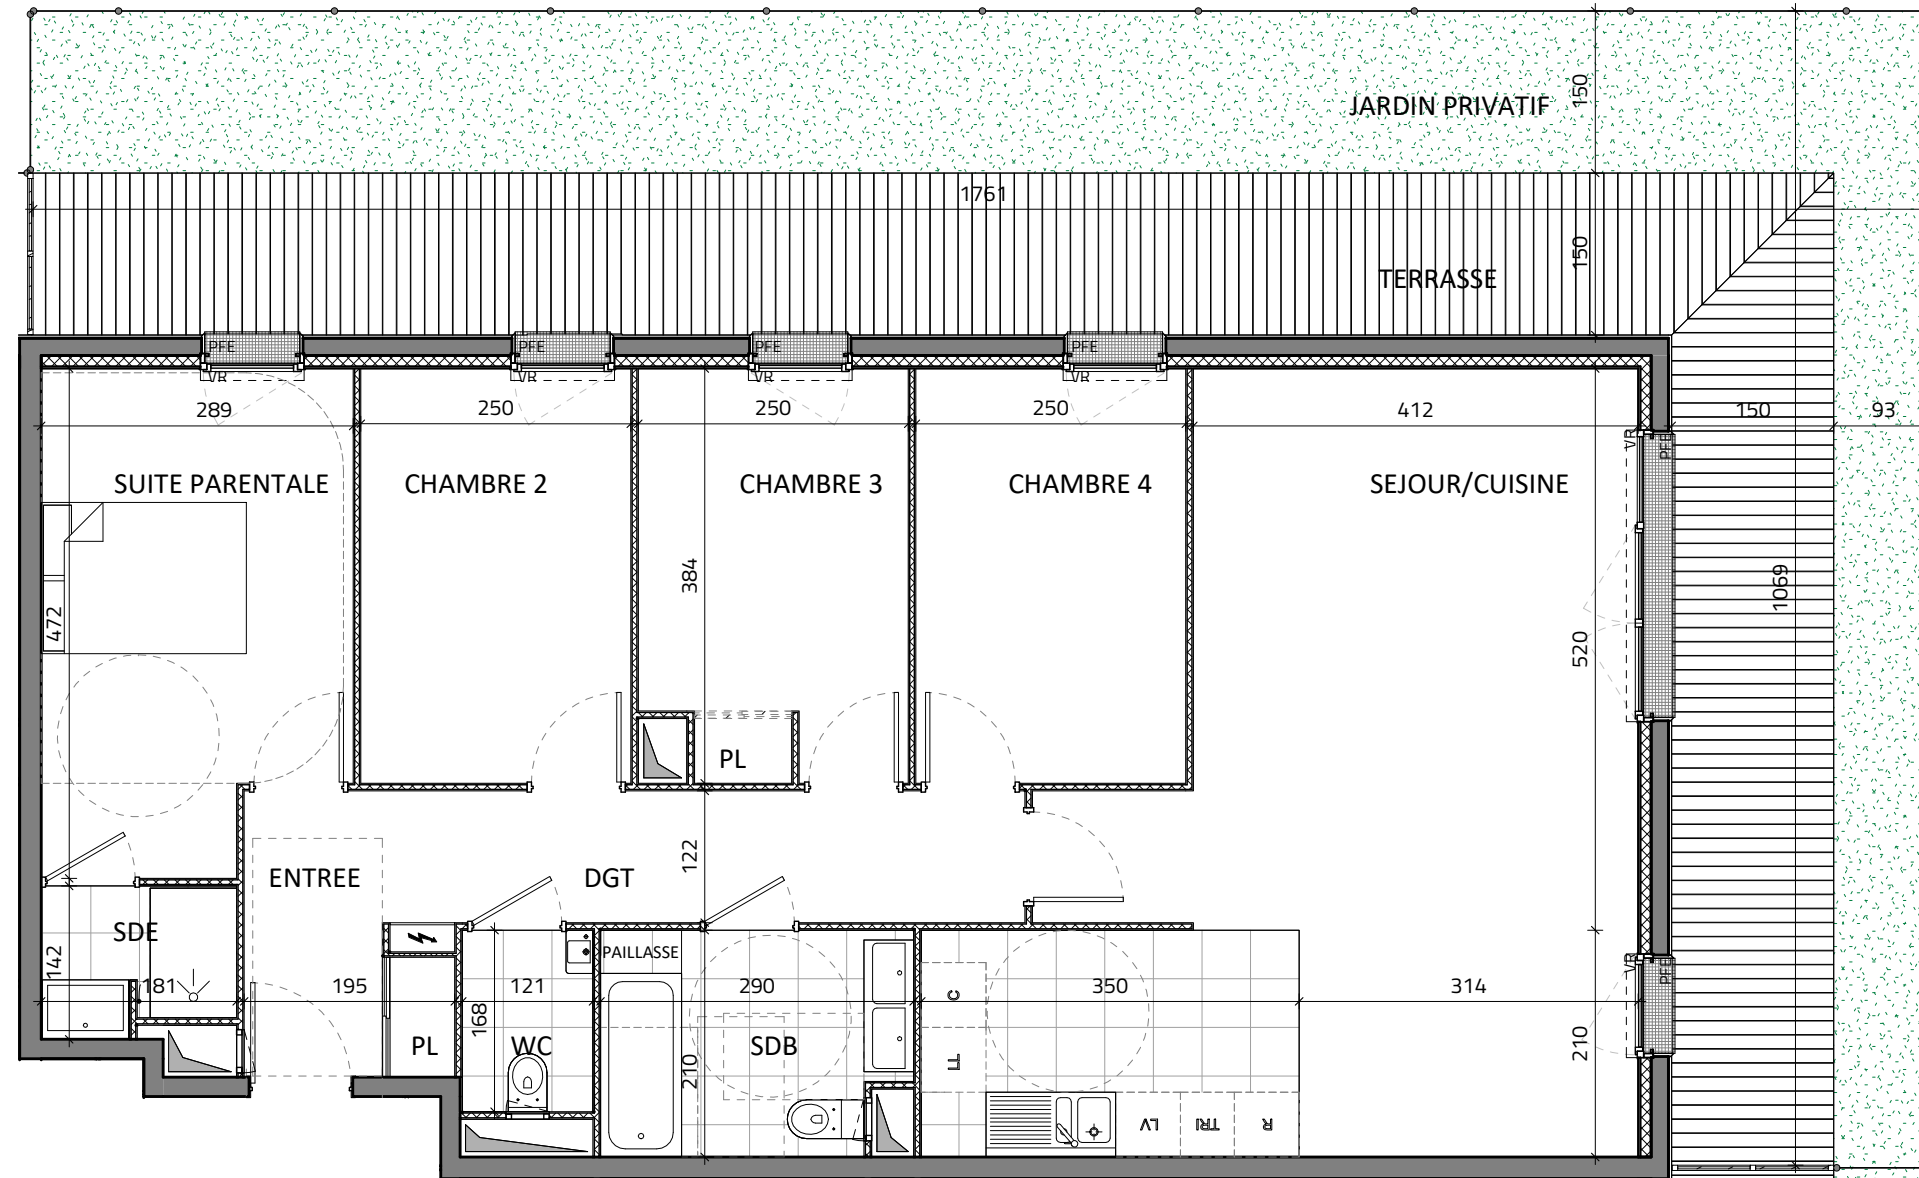 150
JARDIN PRIVATIF
1761
150
TERRASSE
PFE
PFE
PFE
PFE
VR
VR
VR
VR
289
250
250
250
412
150
93
VR
PFE
SUITE PARENTALE
CHAMBRE 2
CHAMBRE 3
CHAMBRE 4
SEJOUR/CUISINE
384
1069
472
520
PL
122
ENTREE
DGT
SDE
PAILLASSE
142
181
195
121
290
350
314
VR
PFE
168
C
LL
PL
WC
SDB
210
210
LV
TRI
R